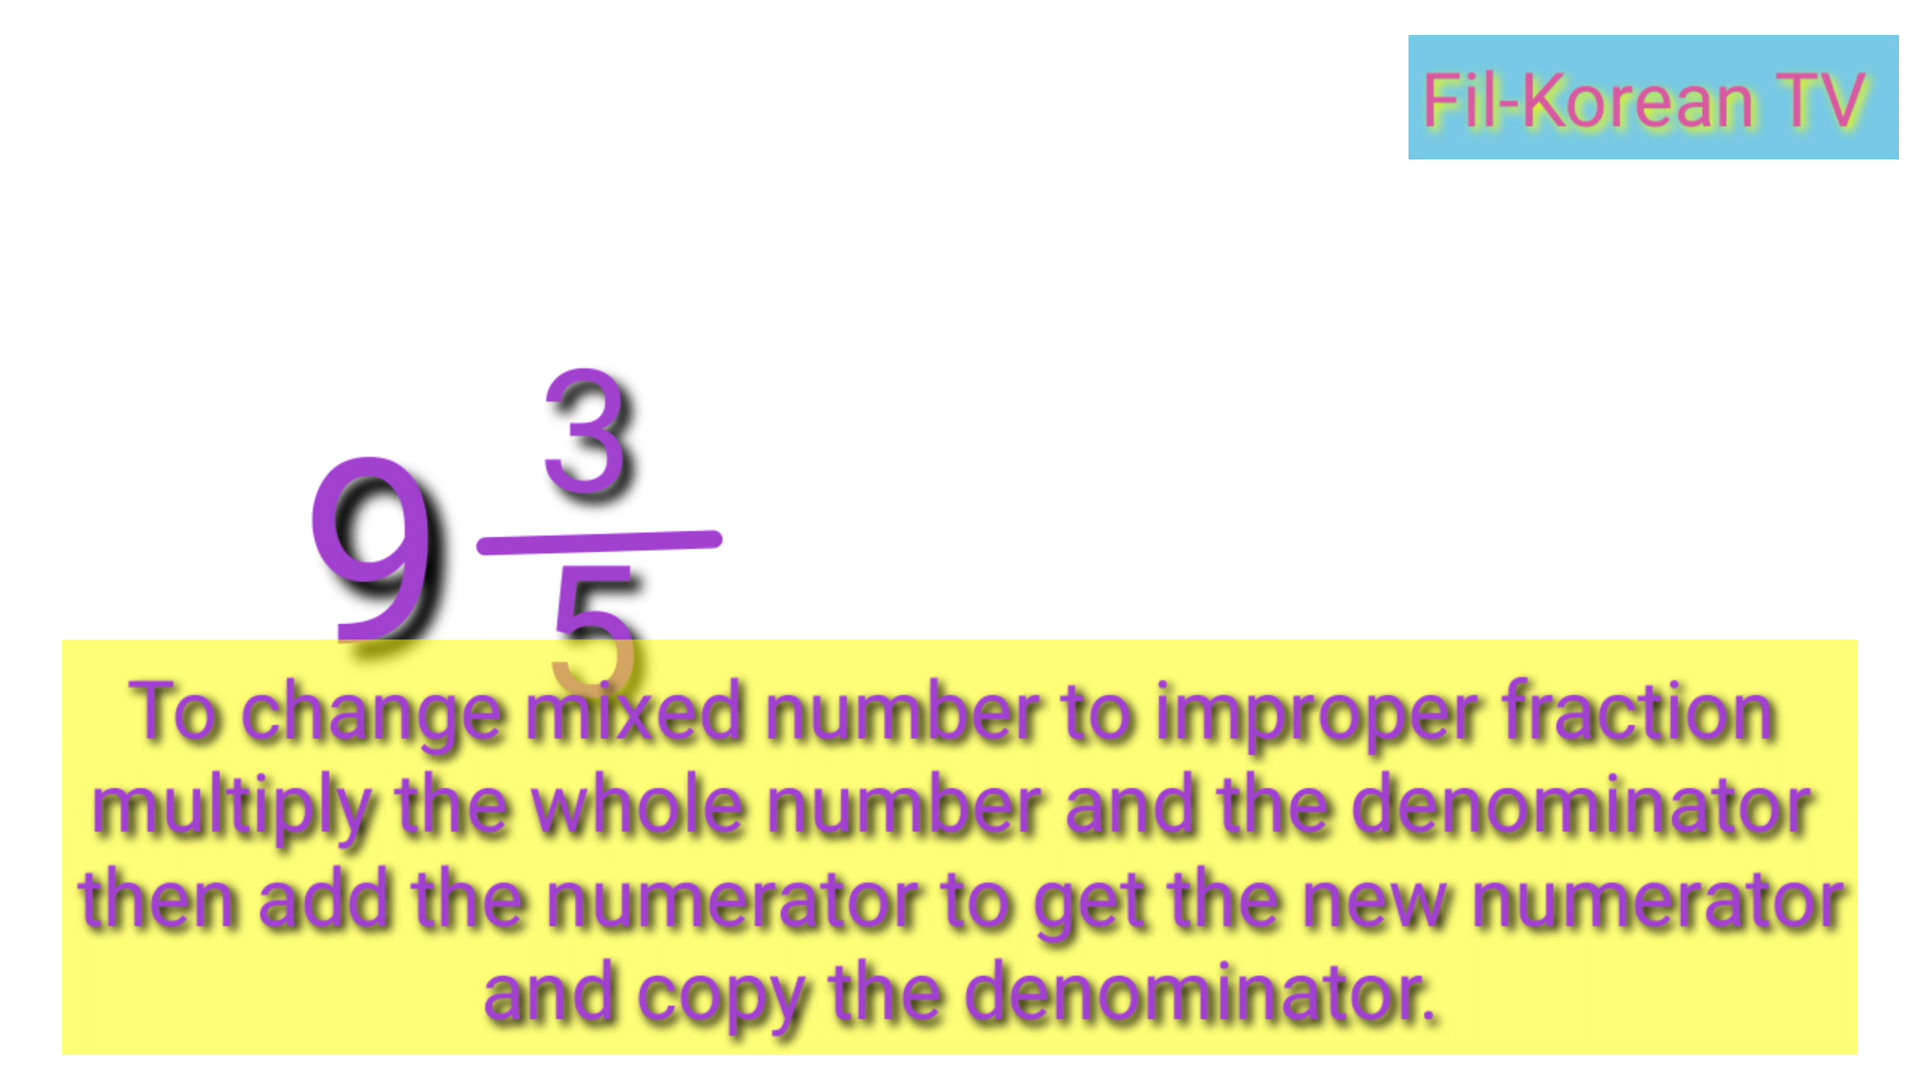 Fil-Korean TV
9 3/5
To change mixed number to improper fraction
multiply the whole number and the denominator
then add the numerator to get the new numerator
and copy the denominator.